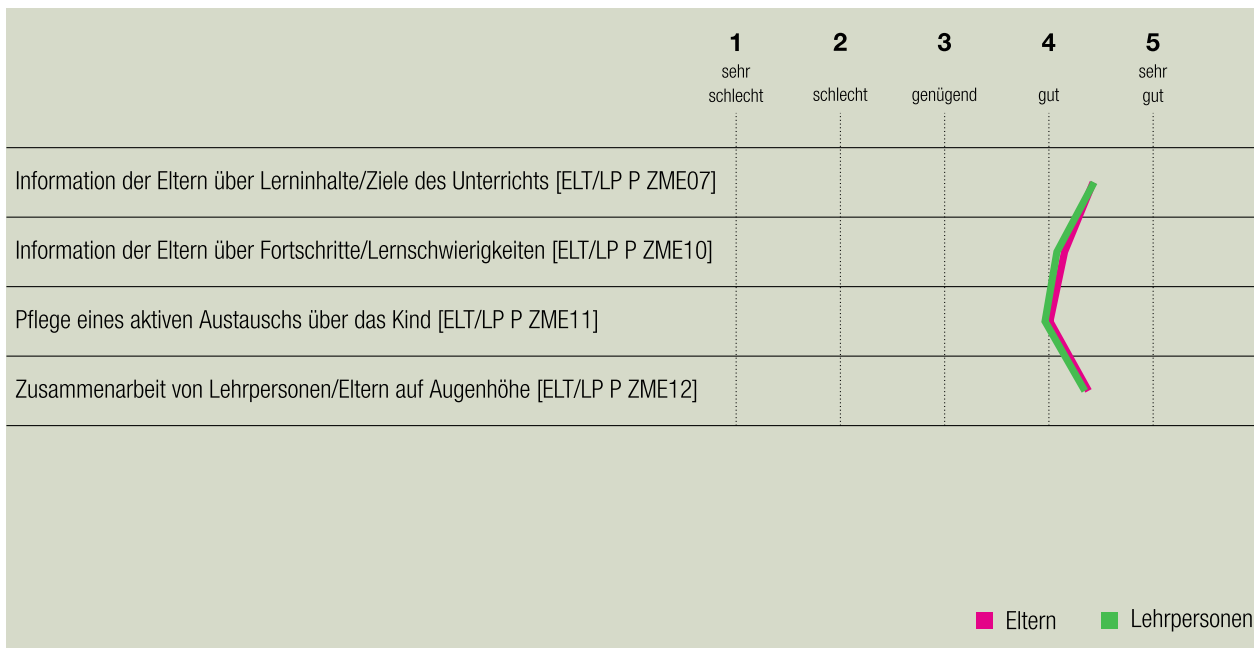 1 2 3 4 5
sehr schlecht schlecht genügend gut sehr gut
Information der Eltern über Lerninhalte/Ziele des Unterrichts [ELT/LP P ZME07]
Information der Eltern über Fortschritte/Lernschwierigkeiten [ELT/LP P ZME10]
Pflege eines aktiven Austauschs über das Kind [ELT/LP P ZME11]
Zusammenarbeit von Lehrpersonen/Eltern auf Augenhöhe [ELT/LP P ZME12]
Eltern Lehrpersonen